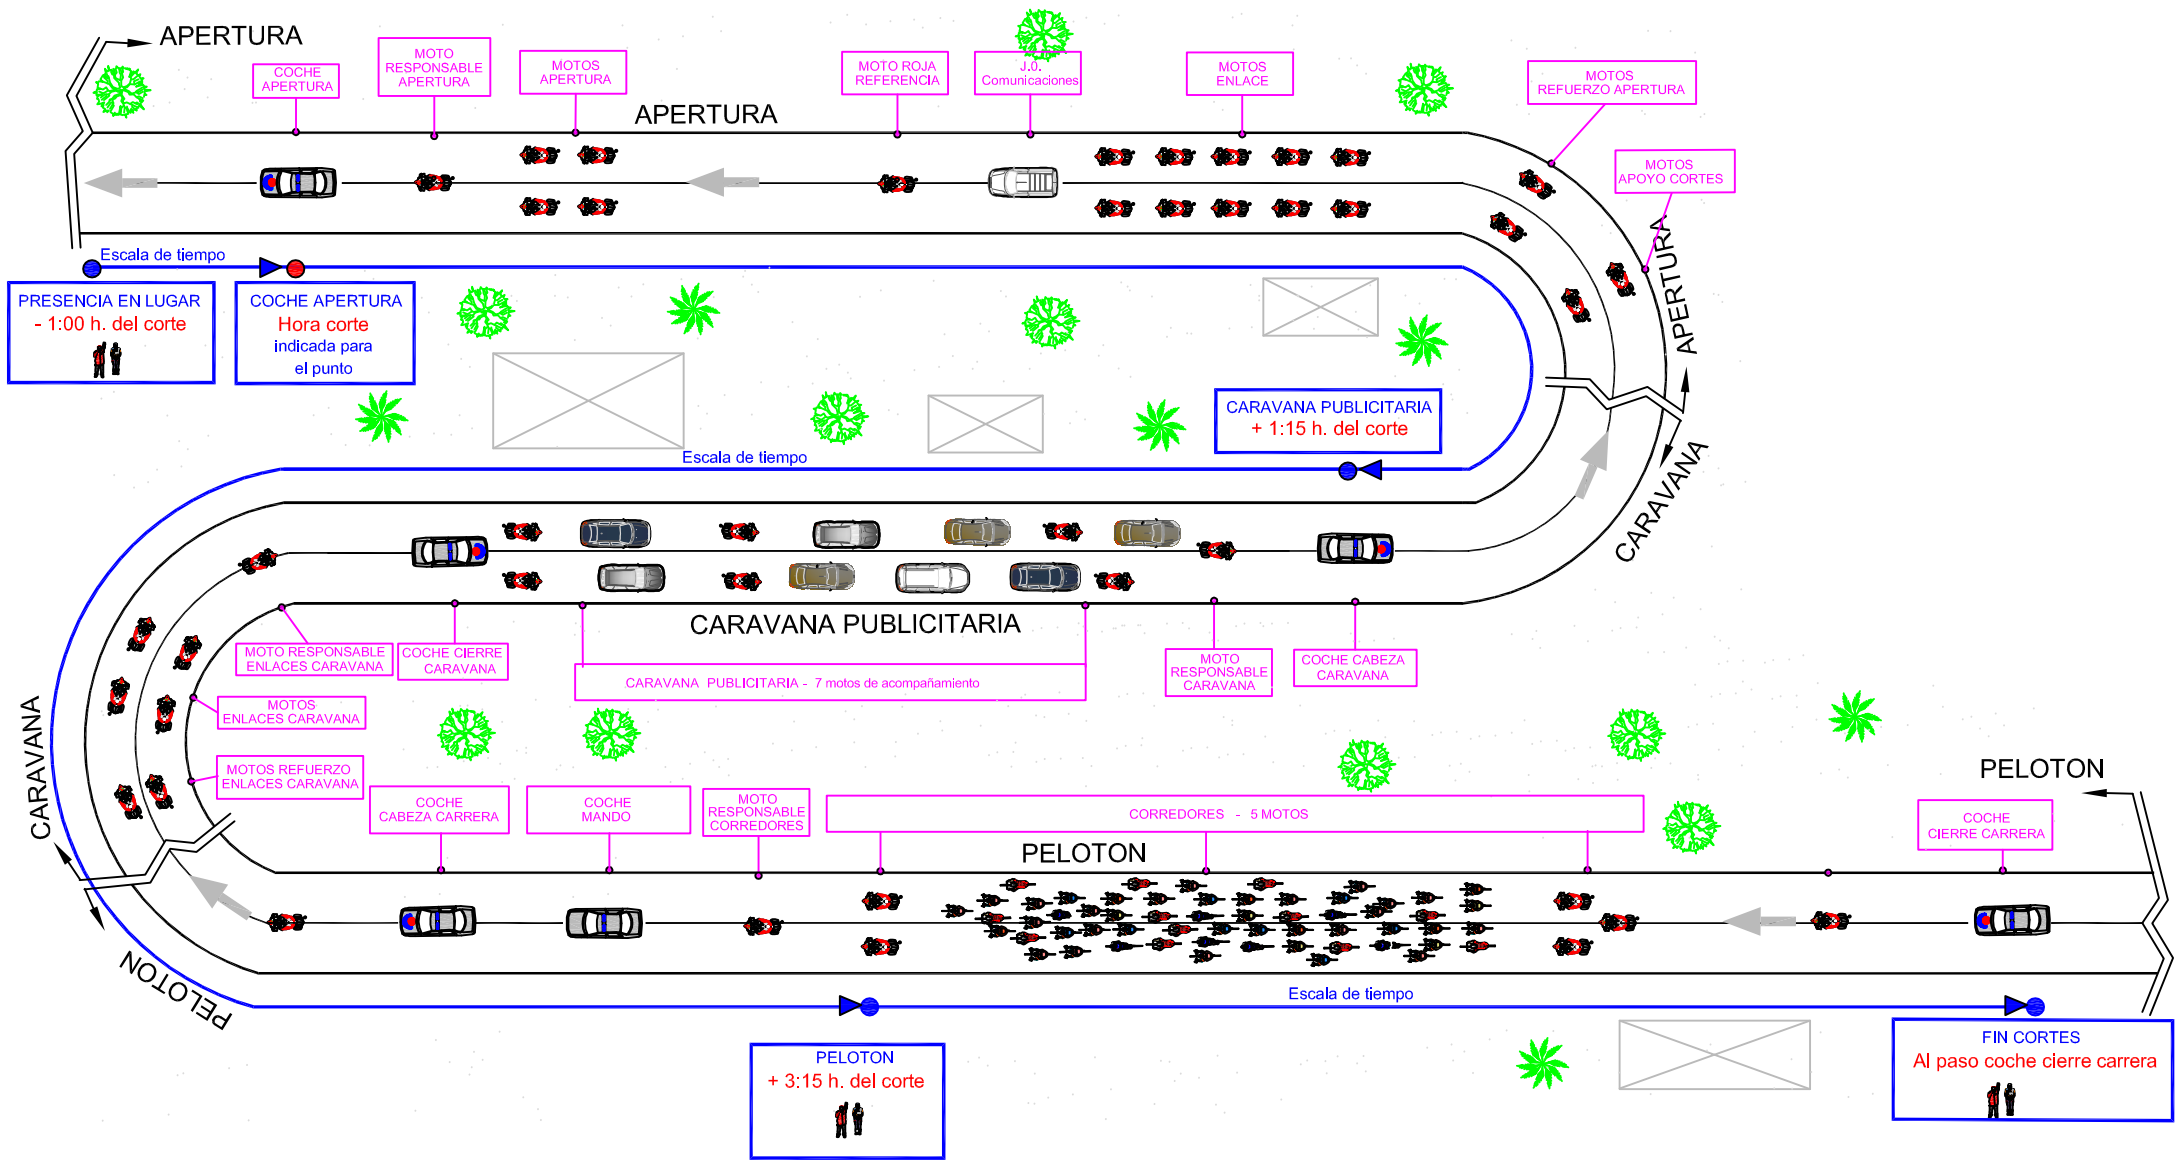 APERTURA
COCHE
APERTURA
MOTO
RESPONSABLE
APERTURA
MOTOS
APERTURA
APERTURA
MOTO ROJA
REFERENCIA
J.0.
Comunicaciones
MOTOS
ENLACE
MOTOS
REFUERZO APERTURA
MOTOS
APOYO CORTES
APERTURA
Escala de tiempo
PRESENCIA EN LUGAR
- 1:00 h. del corte
COCHE APERTURA
Hora corte
indicada para
el punto
CARAVANA PUBLICITARIA
+ 1:15 h. del corte
Escala de tiempo
CARAVANA
CARAVANA PUBLICITARIA
MOTO RESPONSABLE
ENLACES CARAVANA
COCHE CIERRE
CARAVANA
CARAVANA PUBLICITARIA - 7 motos de acompañamiento
MOTO
RESPONSABLE
CARAVANA
COCHE CABEZA
CARAVANA
MOTOS
ENLACES CARAVANA
MOTOS REFUERZO
ENLACES CARAVANA
CARAVANA
COCHE
CABEZA CARRERA
COCHE
MANDO
MOTO
RESPONSABLE
CORREDORES
CORREDORES - 5 MOTOS
PELOTON
COCHE
CIERRE CARRERA
PELOTON
PELOTON
Escala de tiempo
PELOTON
+ 3:15 h. del corte
FIN CORTES
Al paso coche cierre carrera